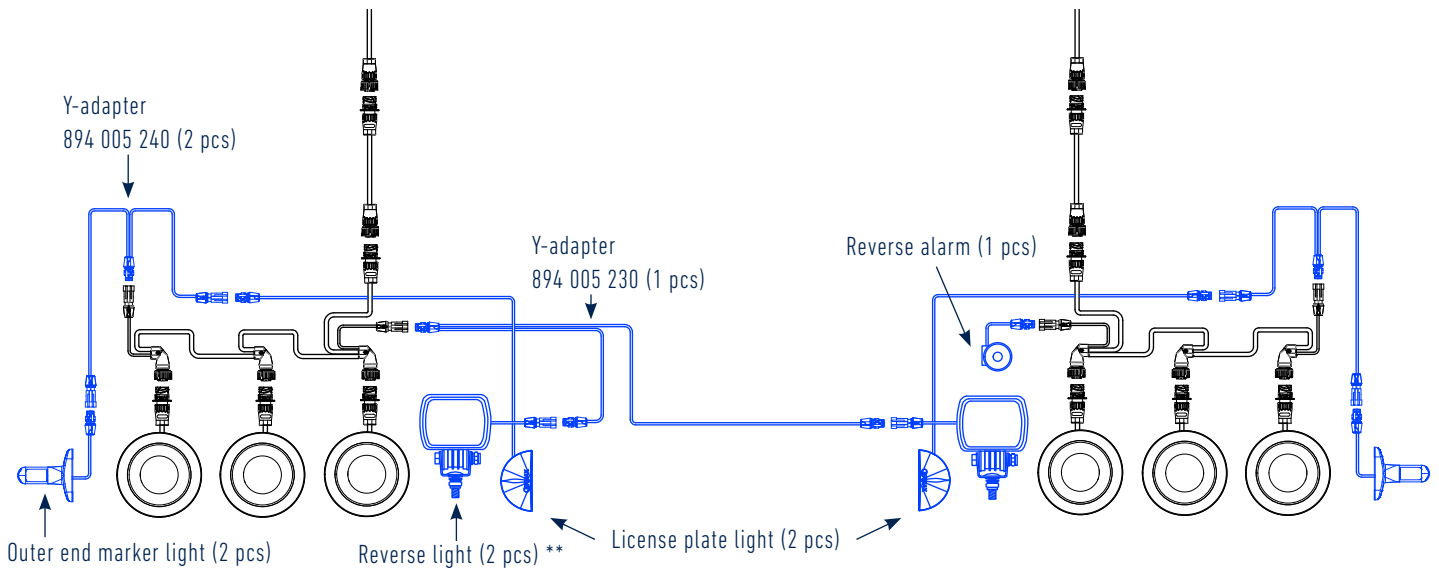 Y-adapter
894 005 240 (2 pcs)
Y-adapter
894 005 230 (1 pcs)
Reverse alarm (1 pcs)
Outer end marker light (2 pcs)
Reverse light (2 pcs) **
License plate light (2 pcs)